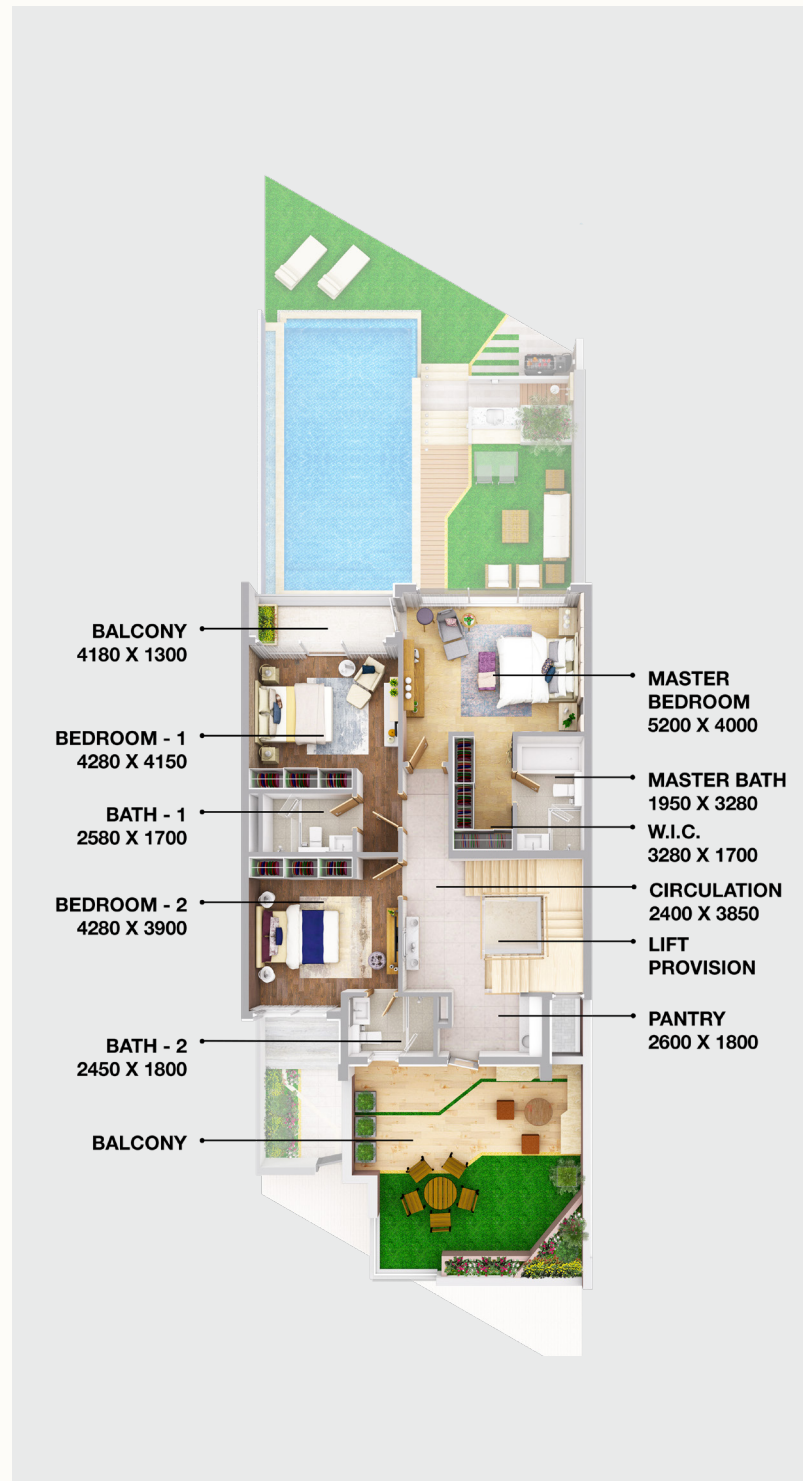 BALCONY
4180 X 1300
BEDROOM - 1
4280 X 4150
BATH - 1
2580 X 1700
BEDROOM - 2
4280 X 3900
BATH - 2
2450 X 1800
BALCONY
MASTER
BEDROOM
5200 X 4000
MASTER BATH
1950 X 3280
W.I.C.
3280 X 1700
CIRCULATION
2400 X 3850
LIFT
PROVISION
PANTRY
2600 X 1800